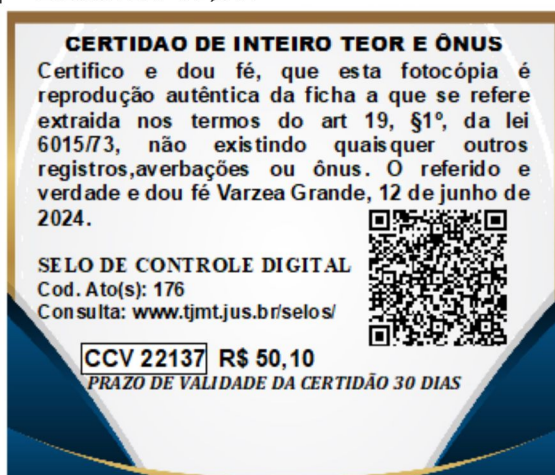 CERTIDAO DE INTEIRO TEOR E ÔNUS
Certifico e dou fé, que esta fotocópia é
reprodução autêntica da ficha a que se refere
extraida nos termos do art 19, §1º, da lei
6015/73, não existindo quaisquer outros
registros,averbações ou ônus. O referido e
verdade e dou fé Varzea Grande, 12 de junho de
2024.
SELO DE CONTROLE DIGITAL
Cod. Ato(s): 176
Consulta: www.tjmt.jus.br/selos/
CCV 22137 R$ 50,10
PRAZO DE VALIDADE DA CERTIDÃO 30 DIAS